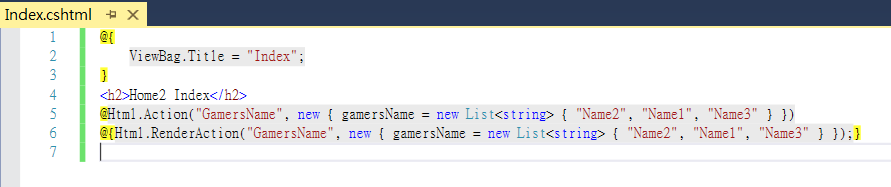 Index.cshtml
1 @{
2 ViewBag.Title = "Index";
3 }
4 <h2>Home2 Index</h2>
5 @Html.Action("GamersName", new { gamersName = new List<string> { "Name2", "Name1", "Name3" } })
6 @{Html.RenderAction("GamersName", new { gamersName = new List<string> { "Name2", "Name1", "Name3" } });}
7